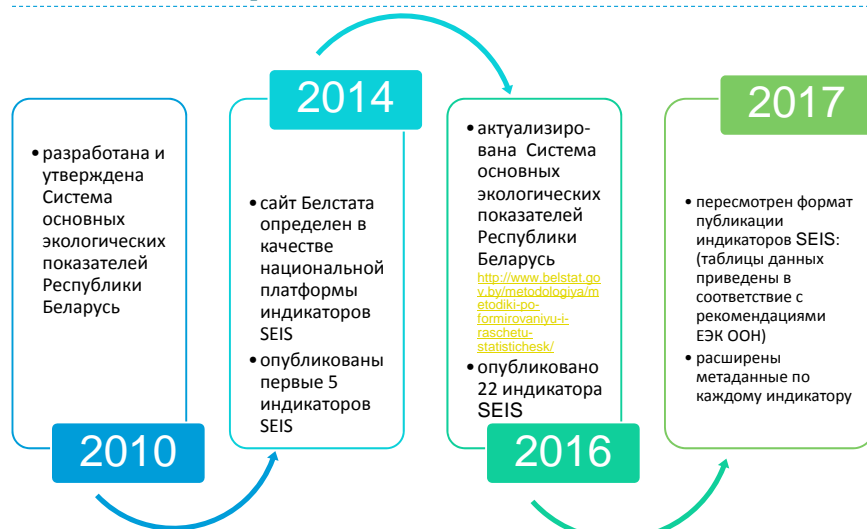 2010
• разработана и
утверждена
Система
основных
экологических
показателей
Республики
Беларусь
2014
• сайт Белстата
определен в
качестве
национальной
платформы
индикаторов
SEIS
• опубликованы
первые 5
индикаторов
SEIS
• актуализиро-
вана Система
основных
экологических
показателей
Республики
Беларусь
http://www.belstat.go
v.by/metodologiya/m
etodiki-po-
formirovaniyu-i-
raschetu-
statistichesk/
• опубликовано
22 индикатора
SEIS
2016
2017
• пересмотрен формат
публикации
индикаторов SEIS:
(таблицы данных
приведены в
соответствие с
рекомендациями
ЕЭК ООН)
• расширены
метаданные по
каждому индикатору